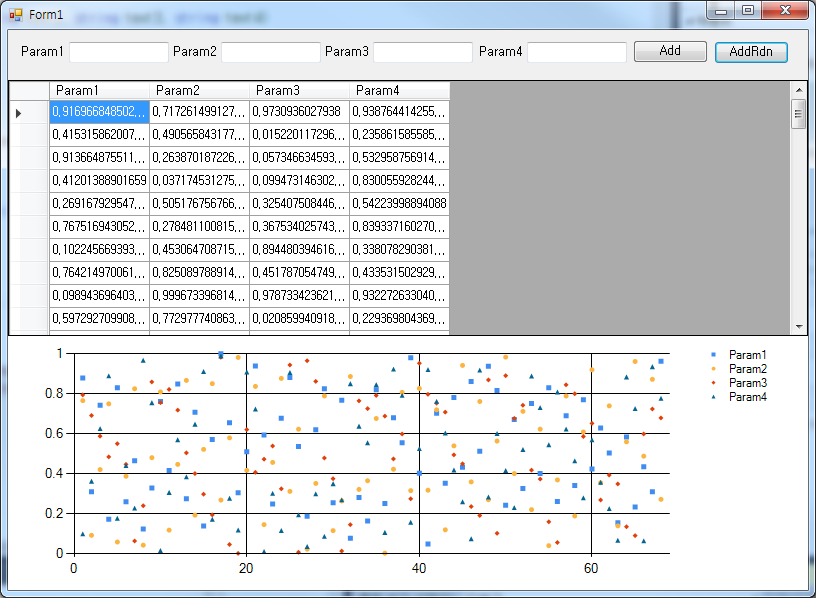 Form1
Param1 Param2 Param3 Param4 Add AddRdn
Param1 Param2 Param3 Param4
0,916966848502,,, 0,717261499127,,, 0,9730936027938 0,938764414255,,,
0,415315862007,,, 0,490565843177,,, 0,015220117296,,, 0,235861585585,,,
0,913664875511,,, 0,263870187226,,, 0,057346634593,,, 0,532958756914,,,
0,41201388901659 0,037174531275,,, 0,099473146302,,, 0,830055928244,,,
0,269167929547,,, 0,505176756766,,, 0,325407508446,,, 0,54223998894088
0,767516943052,,, 0,278481100815,,, 0,367534025743,,, 0,839337160270,,,
0,102245669393,,, 0,453064708715,,, 0,894480394616,,, 0,338078290381,,,
0,764214970061,,, 0,825089788914,,, 0,451787054749,,, 0,433531502929,,,
0,098943696403,,, 0,999673396814,,, 0,978733423621,,, 0,932272633040,,,
0,597292709908,,, 0,772977740863,,, 0,020859940918,,, 0,229369804369,,,
1
0.8
0.6
0.4
0.2
0
0 20 40 60
Param1
Param2
Param3
Param4